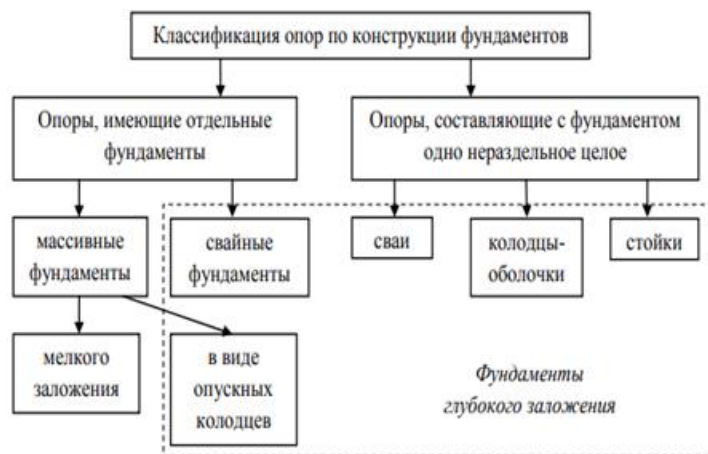 Классификация опор по конструкции фундаментов
Опоры, имеющие отдельные
фундаменты
Опоры, составляющие с фундаментом
одно нераздельное целое
массивные
фундаменты
свайные
фундаменты
сваи
колодцы-
оболочки
стойки
мелкого
заложения
в виде
опускных
колодцев
Фундаменты
глубокого заложения